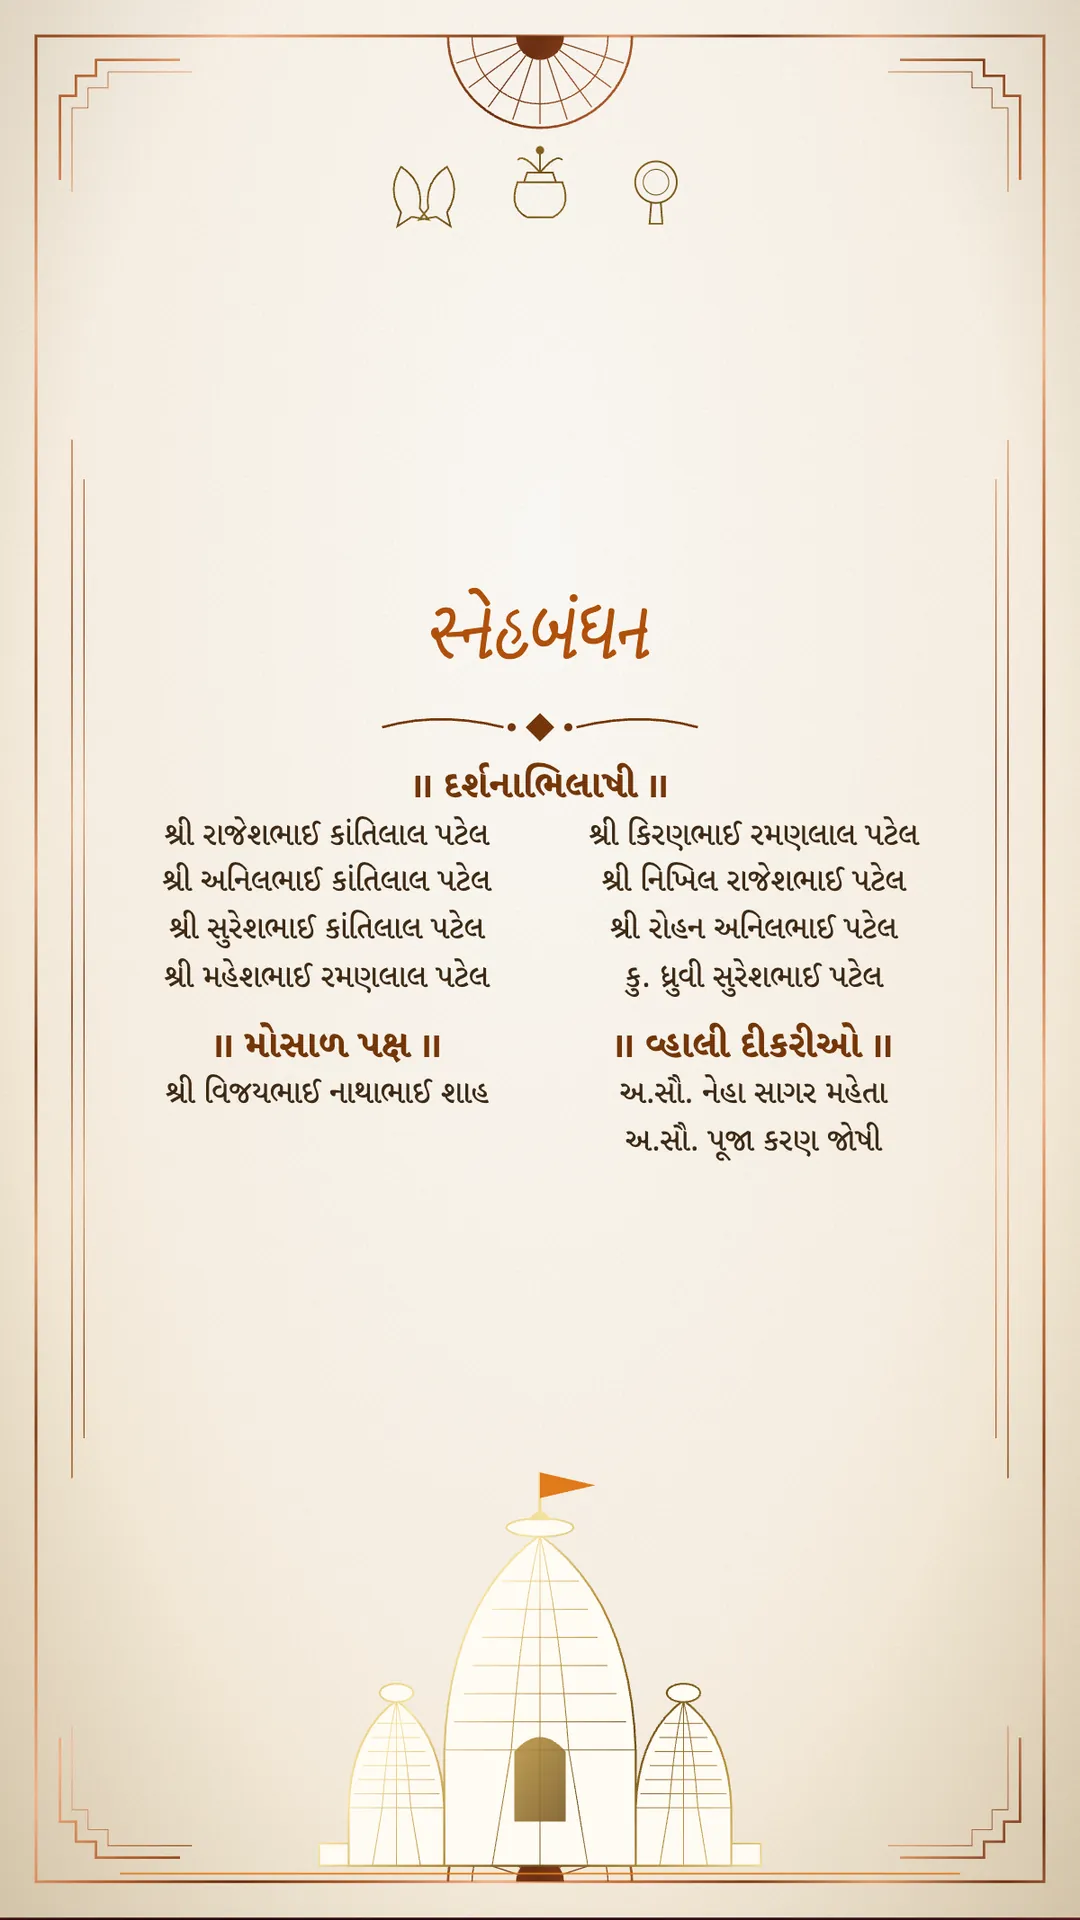 સ્નેહબંધન
॥ દર્શનાભિલાષી ॥
શ્રી રાજેશભાઈ કાંતિલાલ પટેલ
શ્રી અનિલભાઈ કાંતિલાલ પટેલ
શ્રી સુરેશભાઈ કાંતિલાલ પટેલ
શ્રી મહેશભાઈ રમણલાલ પટેલ
શ્રી કિરણભાઈ રમણલાલ પટેલ
શ્રી નિખિલ રાજેશભાઈ પટેલ
શ્રી રોહન અનિલભાઈ પટેલ
કુ. ધ્રુવી સુરેશભાઈ પટેલ
॥ મોસાળ પક્ષ ॥
શ્રી વિજયભાઈ નાથાભાઈ શાહ
॥ વ્હાલી દીકરીઓ ॥
અ.સૌ. નેહા સાગર મહેતા
અ.સૌ. પૂજા કરણ જોષી